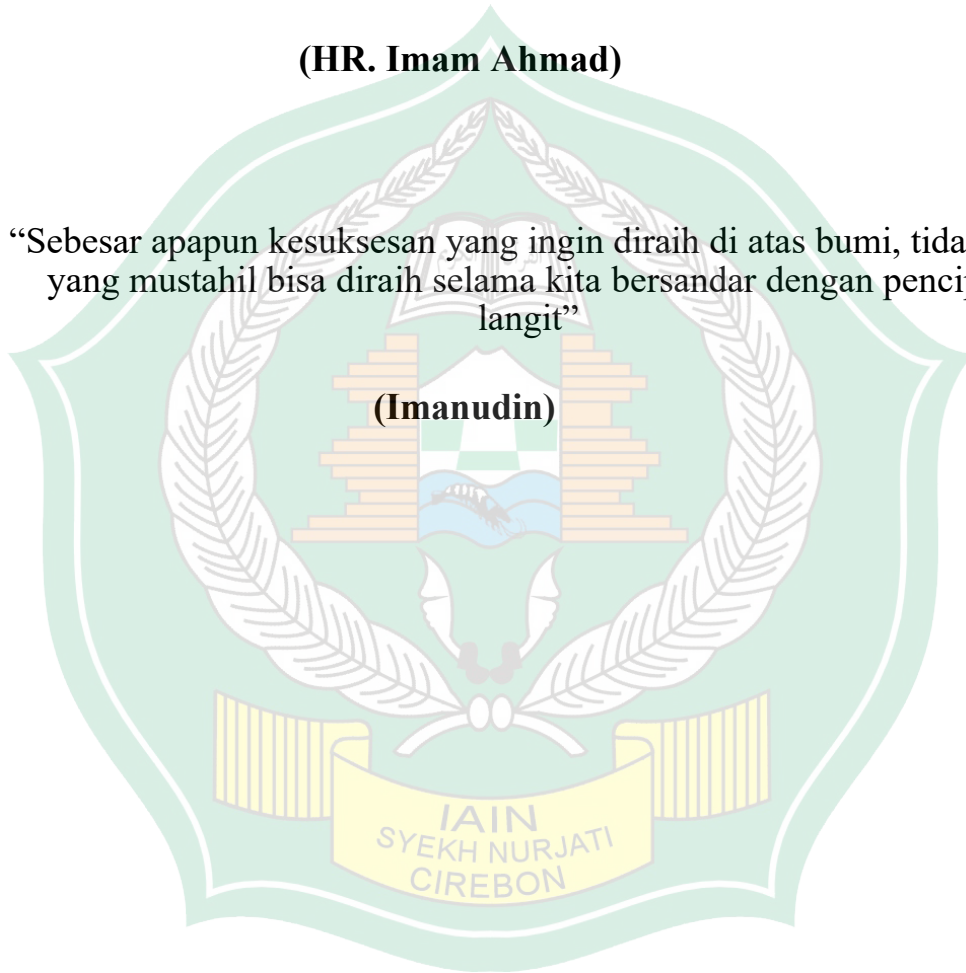 (HR. Imam Ahmad)
“Sebesar apapun kesuksesan yang ingin diraih di atas bumi,
yang mustahil bisa diraih selama kita bersandar dengan
langit”
(Imanudin)
IAIN
SYEKH NURJATI
CIREBON